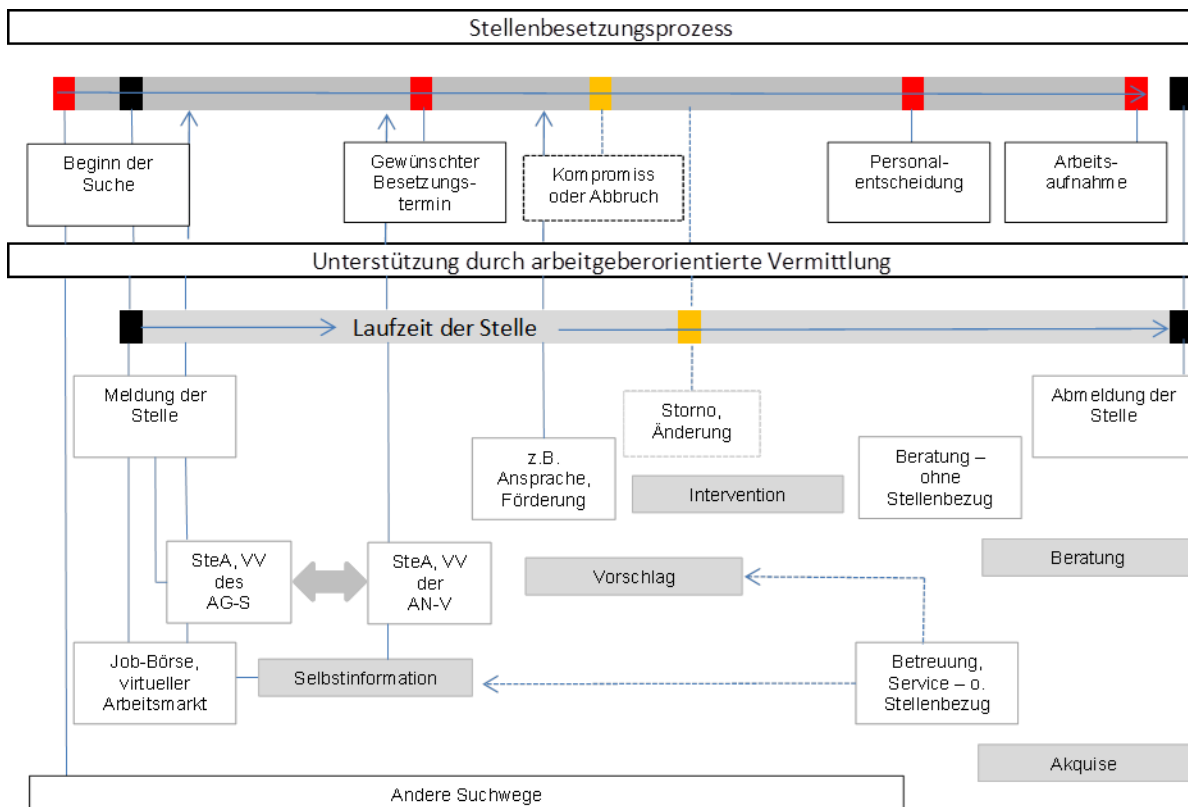 Stellenbesetzungsprozess
Beginn der
Suche
Gewünschter
Besetzungs-
termin
Kompromiss
oder Abbruch
Personal-
entscheidung
Arbeits-
aufnahme
Unterstützung durch arbeitgeberorientierte Vermittlung
Laufzeit der Stelle
Meldung der
Stelle
Storno,
Änderung
Abmeldung der
Stelle
z.B.
Ansprache,
Förderung
Intervention
Beratung –
ohne
Stellenbezug
SteA, VV
des
AG-S
SteA, VV
der
AN-V
Vorschlag
Beratung
Job-Börse,
virtueller
Arbeitsmarkt
Selbstinformation
Betreuung,
Service – o.
Stellenbezug
Akquise
Andere Suchwege